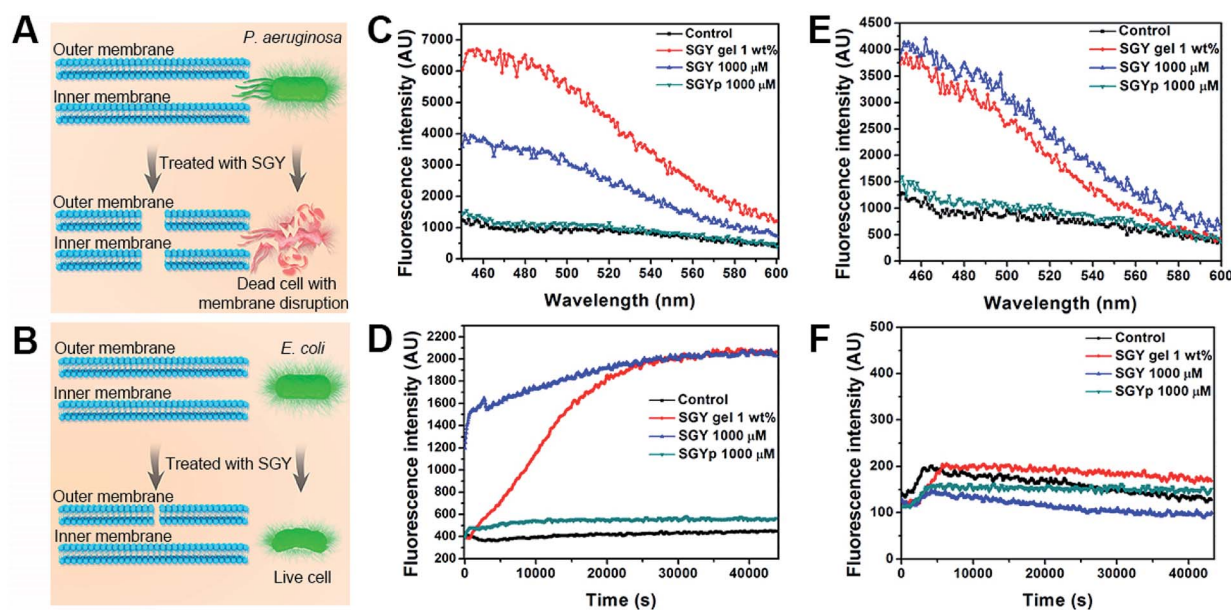 A
P. aeruginosa
Outer membrane
Inner membrane
Treated with SGY
Outer membrane
Inner membrane
Dead cell with
membrane disruption
B
Outer membrane
E. coli
Inner membrane
Treated with SGY
Outer membrane
Inner membrane
Live cell
C
Fluorescence intensity (AU)
7000
6000
5000
4000
3000
2000
1000
0
460 480 500 520 540 560 580 600
Wavelength (nm)
Control
SGY gel 1 wt%
SGY 1000 μM
SGYp 1000 μM
D
Fluorescence intensity (AU)
2200
2000
1800
1600
1400
1200
1000
800
600
400
200
0 10000 20000 30000 40000
Time (s)
Control
SGY gel 1 wt%
SGY 1000 μM
SGYp 1000 μM
E
Fluorescence intensity (AU)
4500
4000
3500
3000
2500
2000
1500
1000
500
0
460 480 500 520 540 560 580 600
Wavelength (nm)
Control
SGY gel 1 wt%
SGY 1000 μM
SGYp 1000 μM
F
Fluorescence intensity (AU)
500
400
300
200
100
0
0 10000 20000 30000 40000
Time (s)
Control
SGY gel 1 wt%
SGY 1000 μM
SGYp 1000 μM